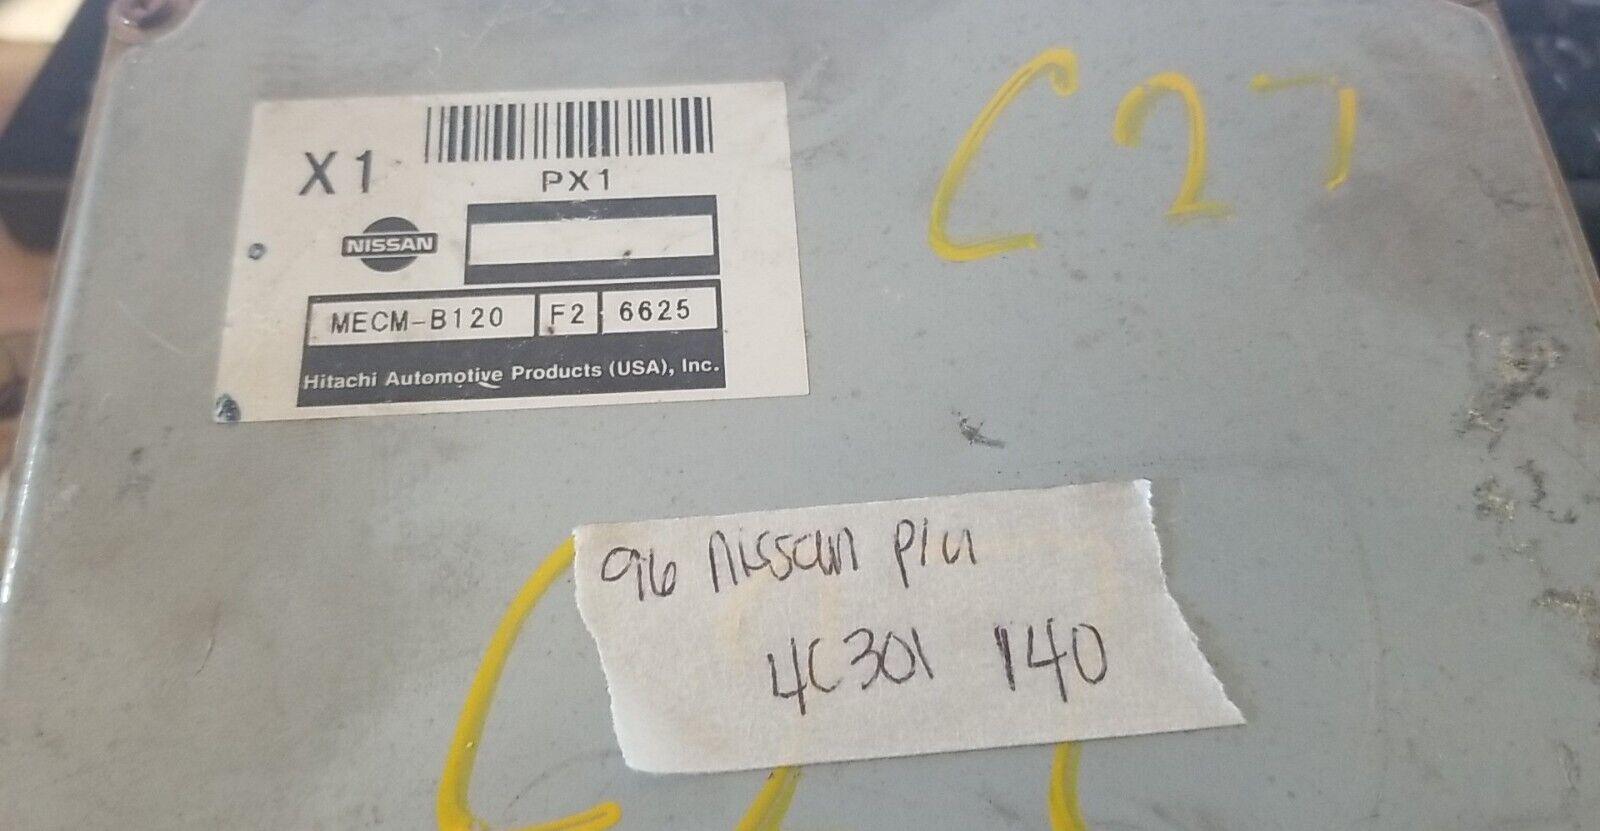 X1
PX1
NISSAN
MECM-B120 F2 6625
Hitachi Automotive Products (USA), Inc.
C27
96 Nissan P/U
4C301 140